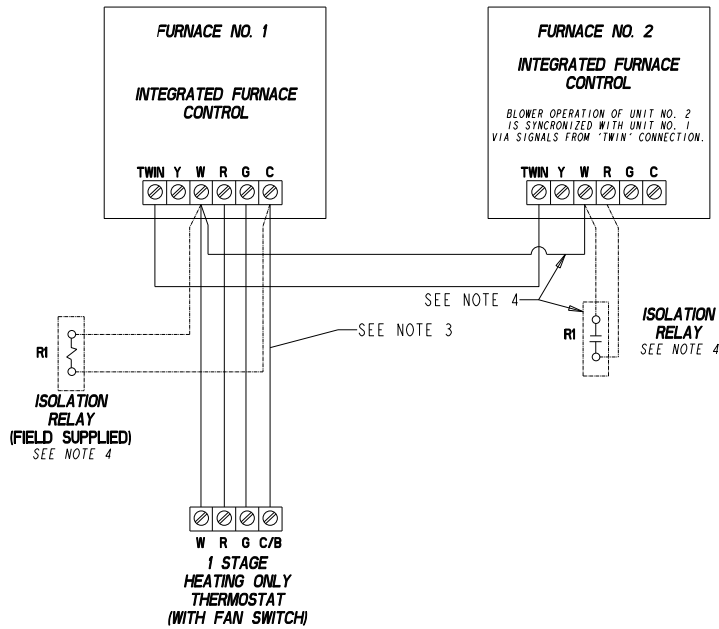 FURNACE NO. 1
INTEGRATED FURNACE
CONTROL
TWIN Y W R G C
FURNACE NO. 2
INTEGRATED FURNACE
CONTROL
BLOWER OPERATION OF UNIT NO. 2
IS SYNCRONIZED WITH UNIT NO. 1
VIA SIGNALS FROM 'TWIN' CONNECTION.
TWIN Y W R G C
SEE NOTE 4
SEE NOTE 3
R1
ISOLATION
RELAY
(FIELD SUPPLIED)
SEE NOTE 4
R1
ISOLATION
RELAY
SEE NOTE 4
W R G C/B
1 STAGE
HEATING ONLY
THERMOSTAT
(WITH FAN SWITCH)